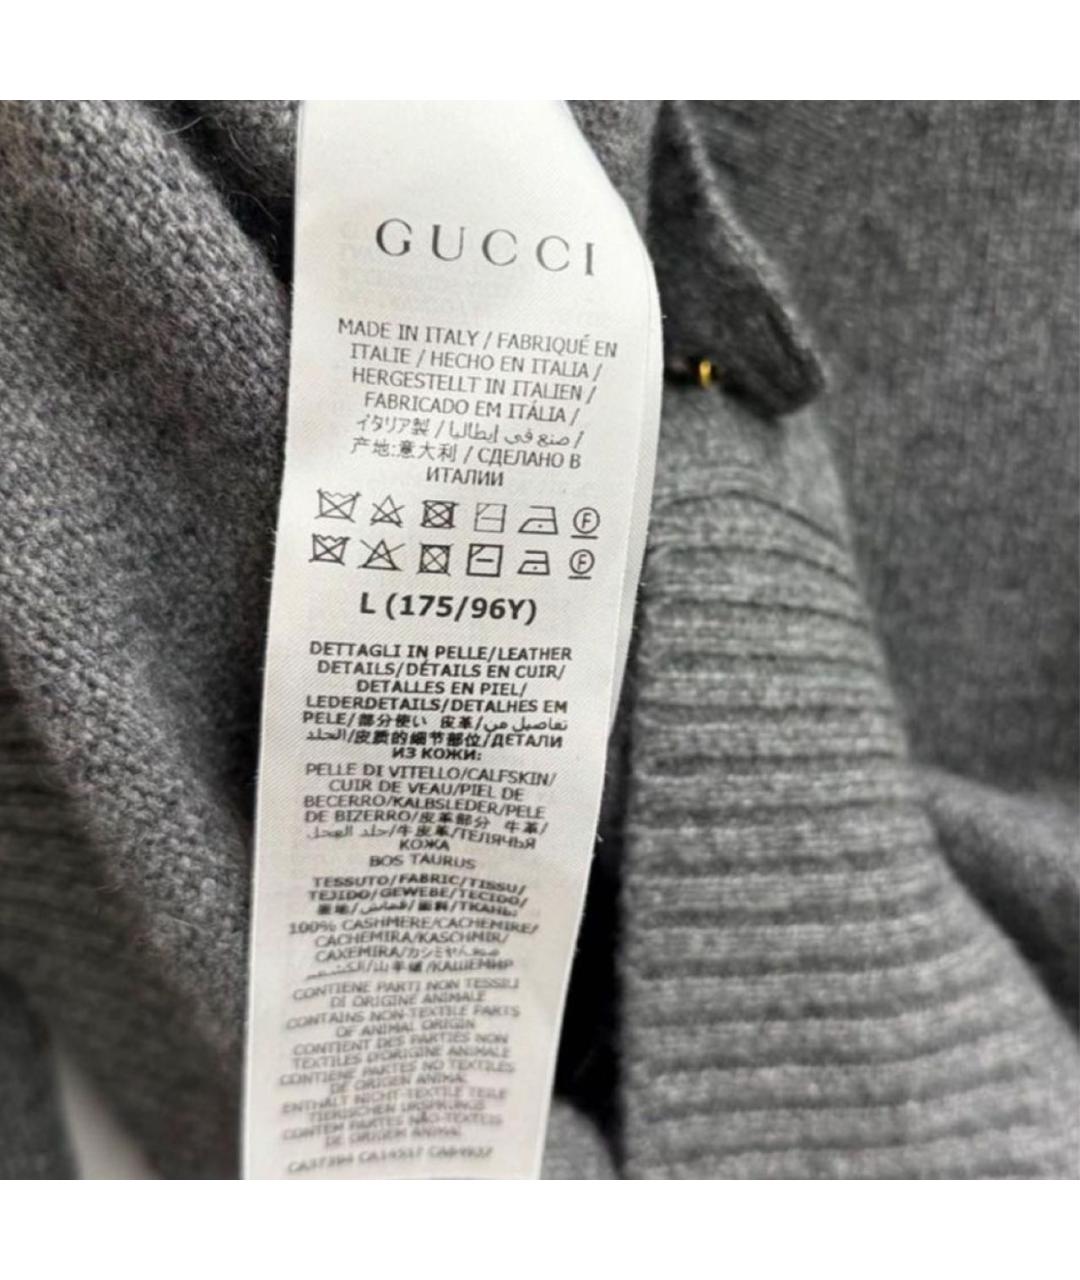 GUCCI
MADE IN ITALY / FABRIQUÉ EN
ITALIE / HECHO EN ITALIA /
HERGESTELLT IN ITALIEN /
FABRICADO EM ITÁLIA /
イタリア製 / صنع في إيطاليا /
产地:意大利 / СДЕЛАНО В
ИТАЛИИ
L (175/96Y)
DETTAGLI IN PELLE/LEATHER
DETAILS/DÉTAILS EN CUIR/
DETALLES EN PIEL/
LEDERDETAILS/DETALHES EM
PELE/部分使い 皮革/تفاصيل من
الجلد/皮质的细节部位/ДЕТАЛИ
ИЗ КОЖИ:
PELLE DI VITELLO/CALFSKIN/
CUIR DE VEAU/PIEL DE
BECERRO/KALBSLEDER/PELE
DE BIZERRO/皮革部分 牛革/
جلد العجل/牛皮革/ТЕЛЯЧЬЯ
КОЖА
BOS TAURUS
TESSUTO/FABRIC/TISSU/
TEJIDO/GEWEBE/TECIDO/
قماش/面料/ТКАНЬ:
100% CASHMERE/CACHEMIRE/
CACHEMIRA/KASCHMIR/
CAXEMIRA/カシミヤ/
山羊绒/КАШЕМИР
CONTIENE PARTI NON TESSILI
DI ORIGINE ANIMALE
CONTAINS NON-TEXTILE PARTS
OF ANIMAL ORIGIN
CONTIENT DES PARTIES NON
TEXTILES D'ORIGINE ANIMALE
CONTIENE PARTES NO TEXTILES
DE ORIGEN ANIMAL
ENTHÄLT NICHT-TEXTILE TEILE
TIERISCHEN URSPRUNGS
CONTÉM PARTES NÃO-TÊXTEIS
DE ORIGEM ANIMAL